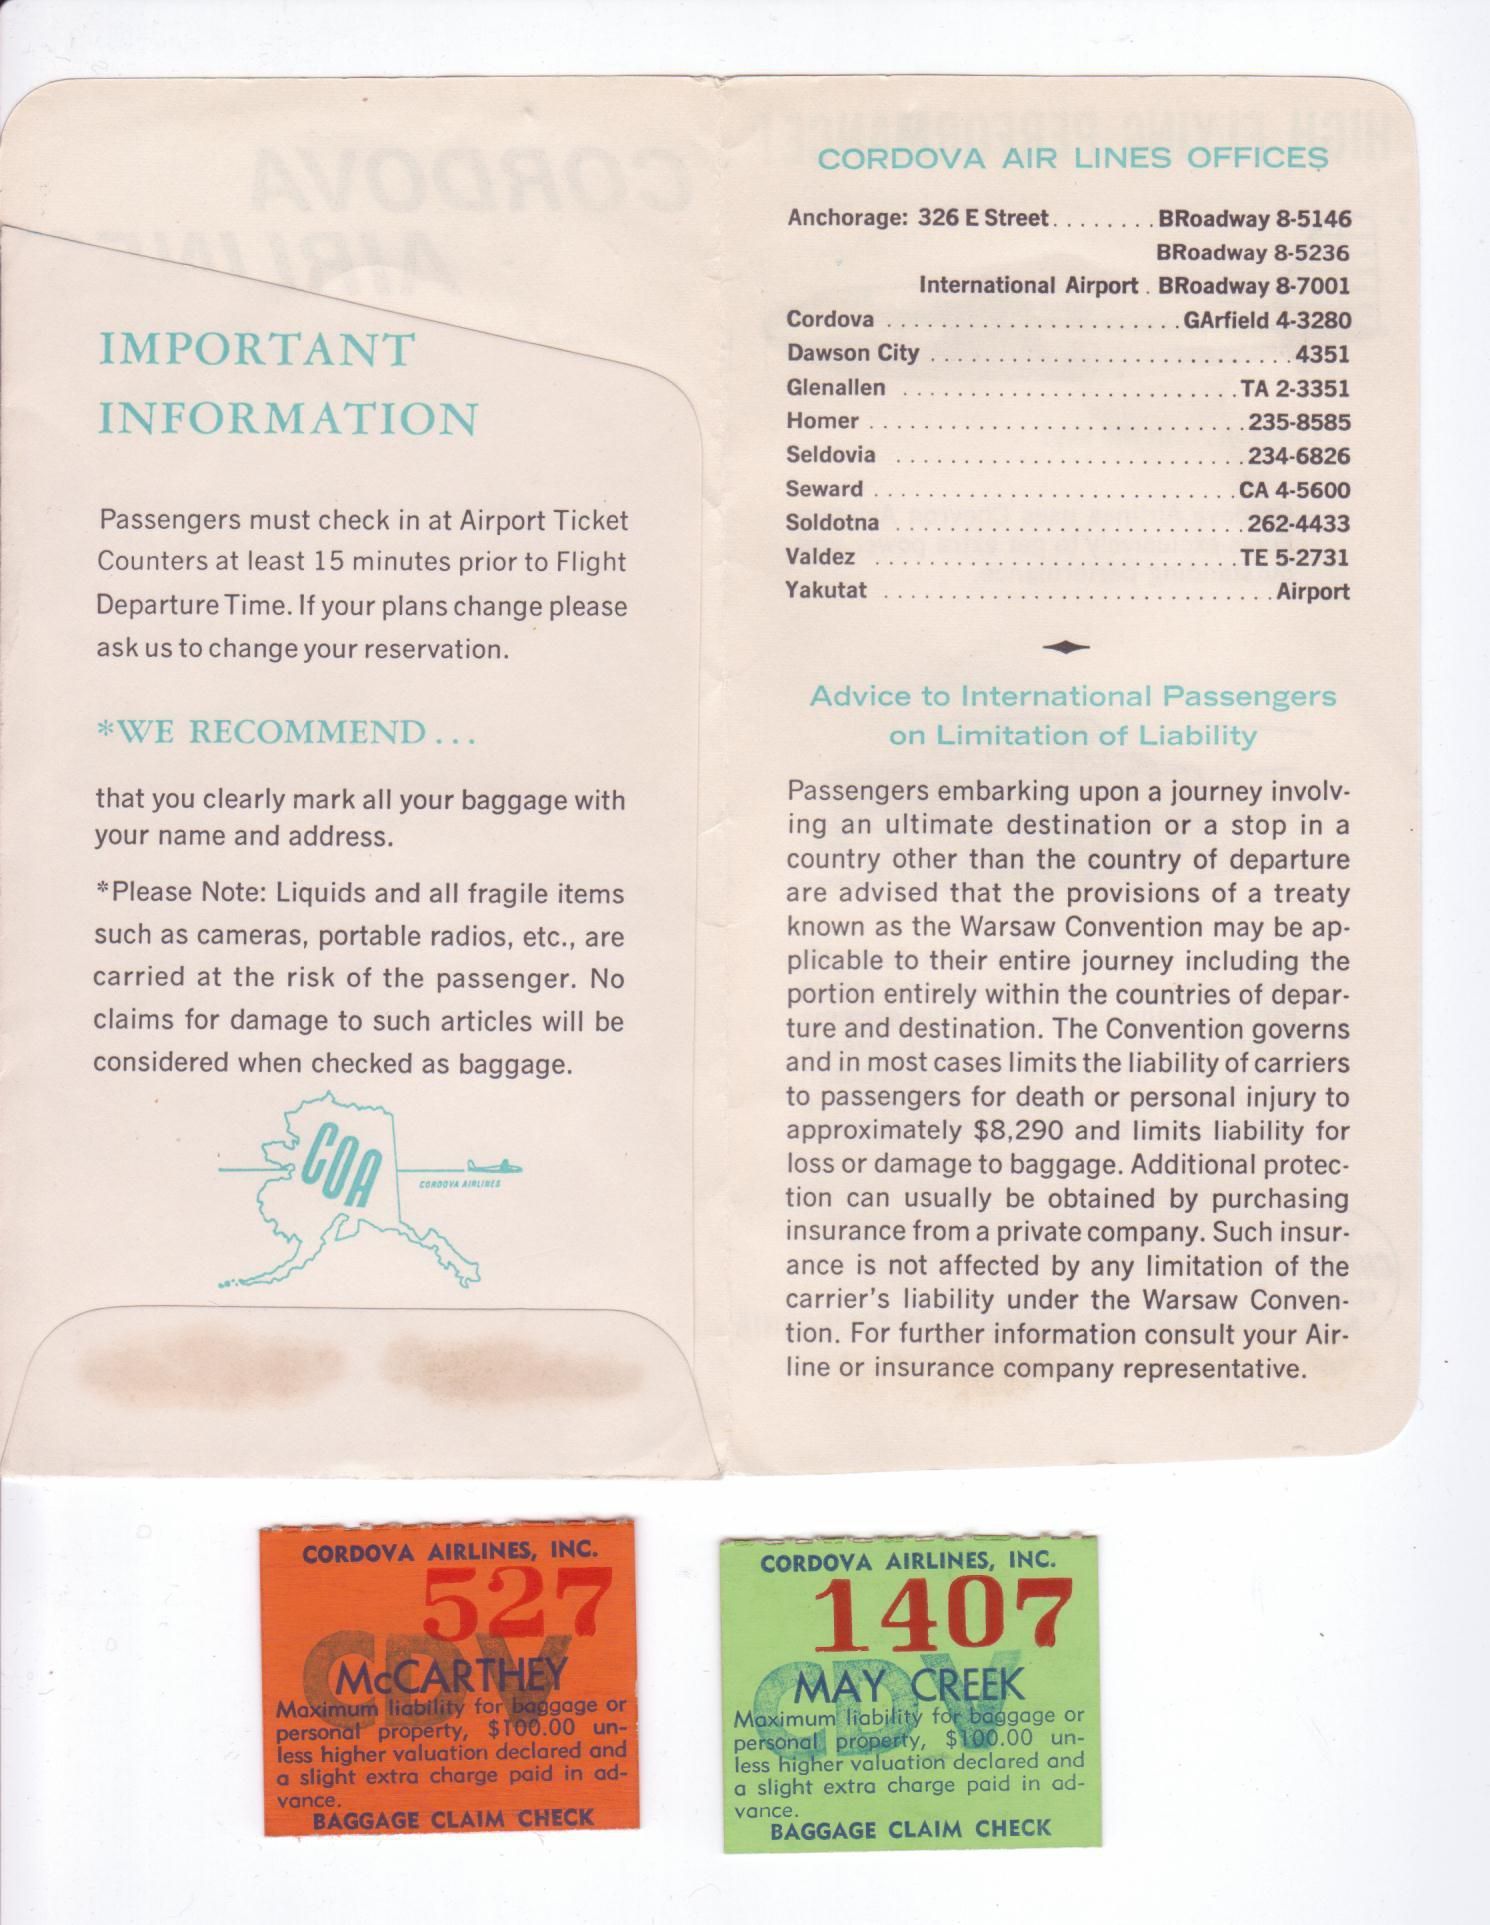 IMPORTANT
INFORMATION
Passengers must check in at Airport Ticket
Counters at least 15 minutes prior to Flight
Departure Time. If your plans change please
ask us to change your reservation.
*WE RECOMMEND...
that you clearly mark all your baggage with
your name and address.
*Please Note: Liquids and all fragile items
such as cameras, portable radios, etc., are
carried at the risk of the passenger. No
claims for damage to such articles will be
considered when checked as baggage.
COA
CORDOVA AIRLINES
CORDOVA AIR LINES OFFICES
Anchorage: 326 E Street........BRoadway 8-5146
BRoadway 8-5236
International Airport . BRoadway 8-7001
Cordova ......................GArfield 4-3280
Dawson City ...........................4351
Glenallen .........................TA 2-3351
Homer ............................235-8585
Seldovia ..........................234-6826
Seward ...........................CA 4-5600
Soldotna ..........................262-4433
Valdez ...........................TE 5-2731
Yakutat .............................Airport
Advice to International Passengers
on Limitation of Liability
Passengers embarking upon a journey involv-
ing an ultimate destination or a stop in a
country other than the country of departure
are advised that the provisions of a treaty
known as the Warsaw Convention may be ap-
plicable to their entire journey including the
portion entirely within the countries of depar-
ture and destination. The Convention governs
and in most cases limits the liability of carriers
to passengers for death or personal injury to
approximately $8,290 and limits liability for
loss or damage to baggage. Additional protec-
tion can usually be obtained by purchasing
insurance from a private company. Such insur-
ance is not affected by any limitation of the
carrier's liability under the Warsaw Conven-
tion. For further information consult your Air-
line or insurance company representative.
CORDOVA AIRLINES, INC.
527
CDV
McCARTHEY
Maximum liability for baggage or
personal property, $100.00 un-
less higher valuation declared and
a slight extra charge paid in ad-
vance.
BAGGAGE CLAIM CHECK
CORDOVA AIRLINES, INC.
1407
CDV
MAY CREEK
Maximum liability for baggage or
personal property, $100.00 un-
less higher valuation declared and
a slight extra charge paid in ad-
vance.
BAGGAGE CLAIM CHECK